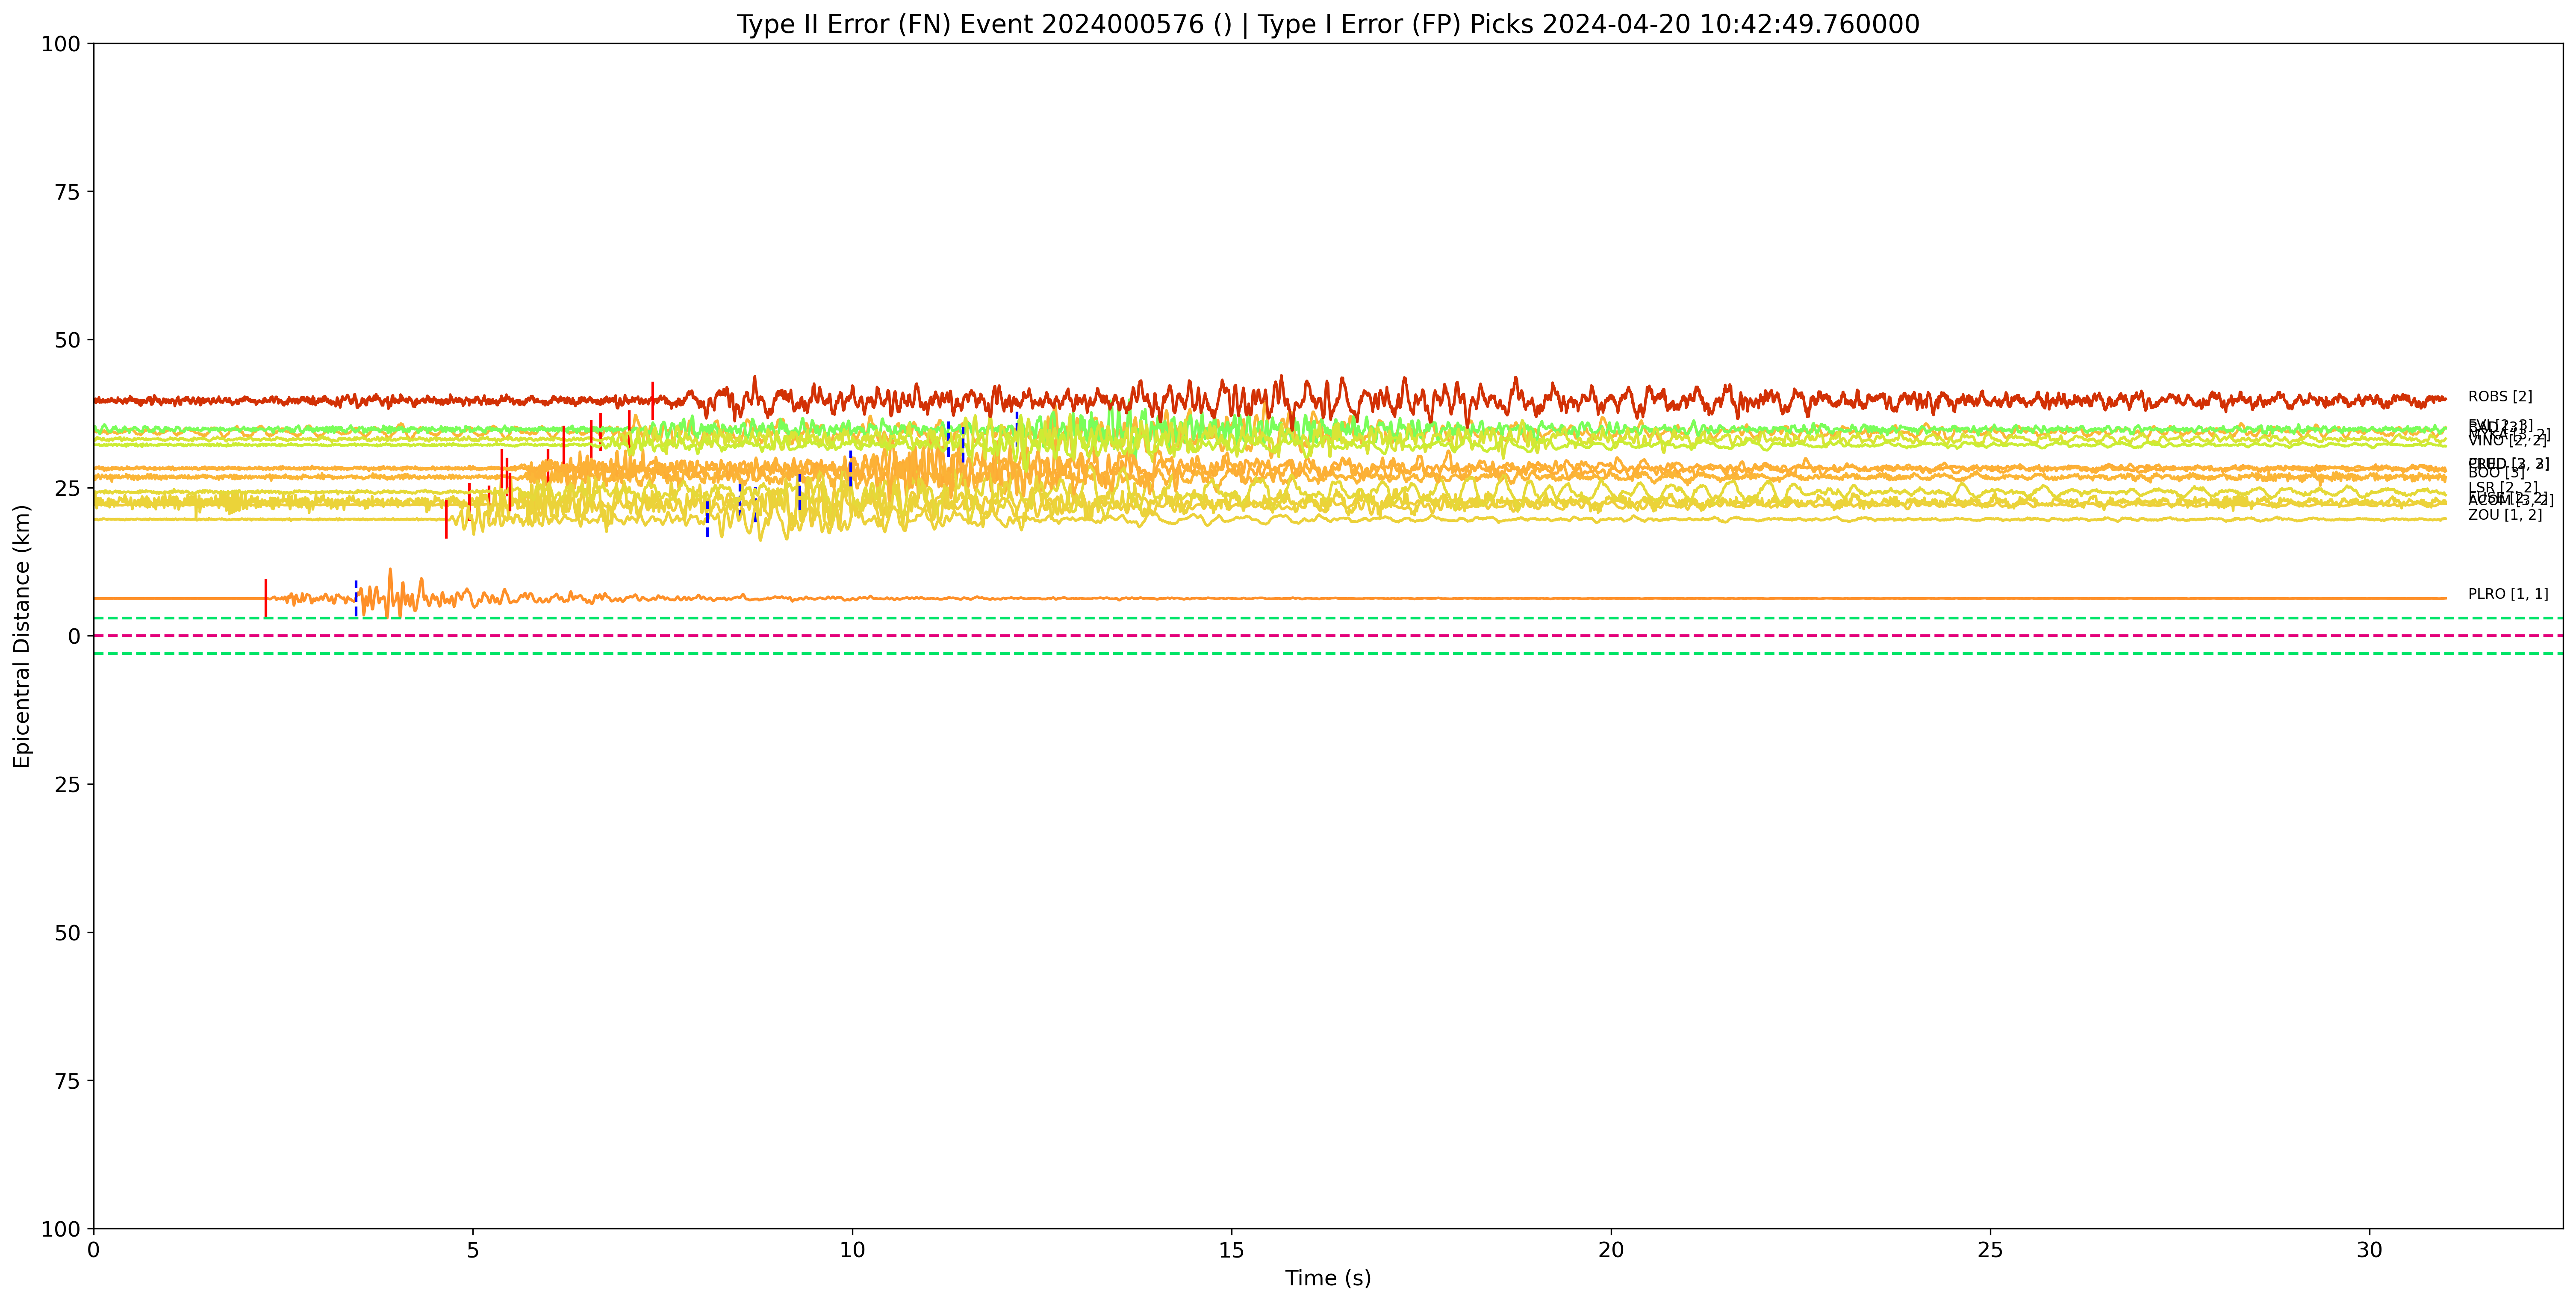 Type II Error (FN) Event 2024000576 () | Type I Error (FP) Picks 2024-04-20 10:42:49.760000
100
75
50
25
0
25
50
75
100
Epicentral Distance (km)
ROBS [2]
VINO [2, 2]
BOO [3]
LSR [2, 2]
ZOU [1, 2]
PLRO [1, 1]
0
5
10
15
20
25
30
Time (s)